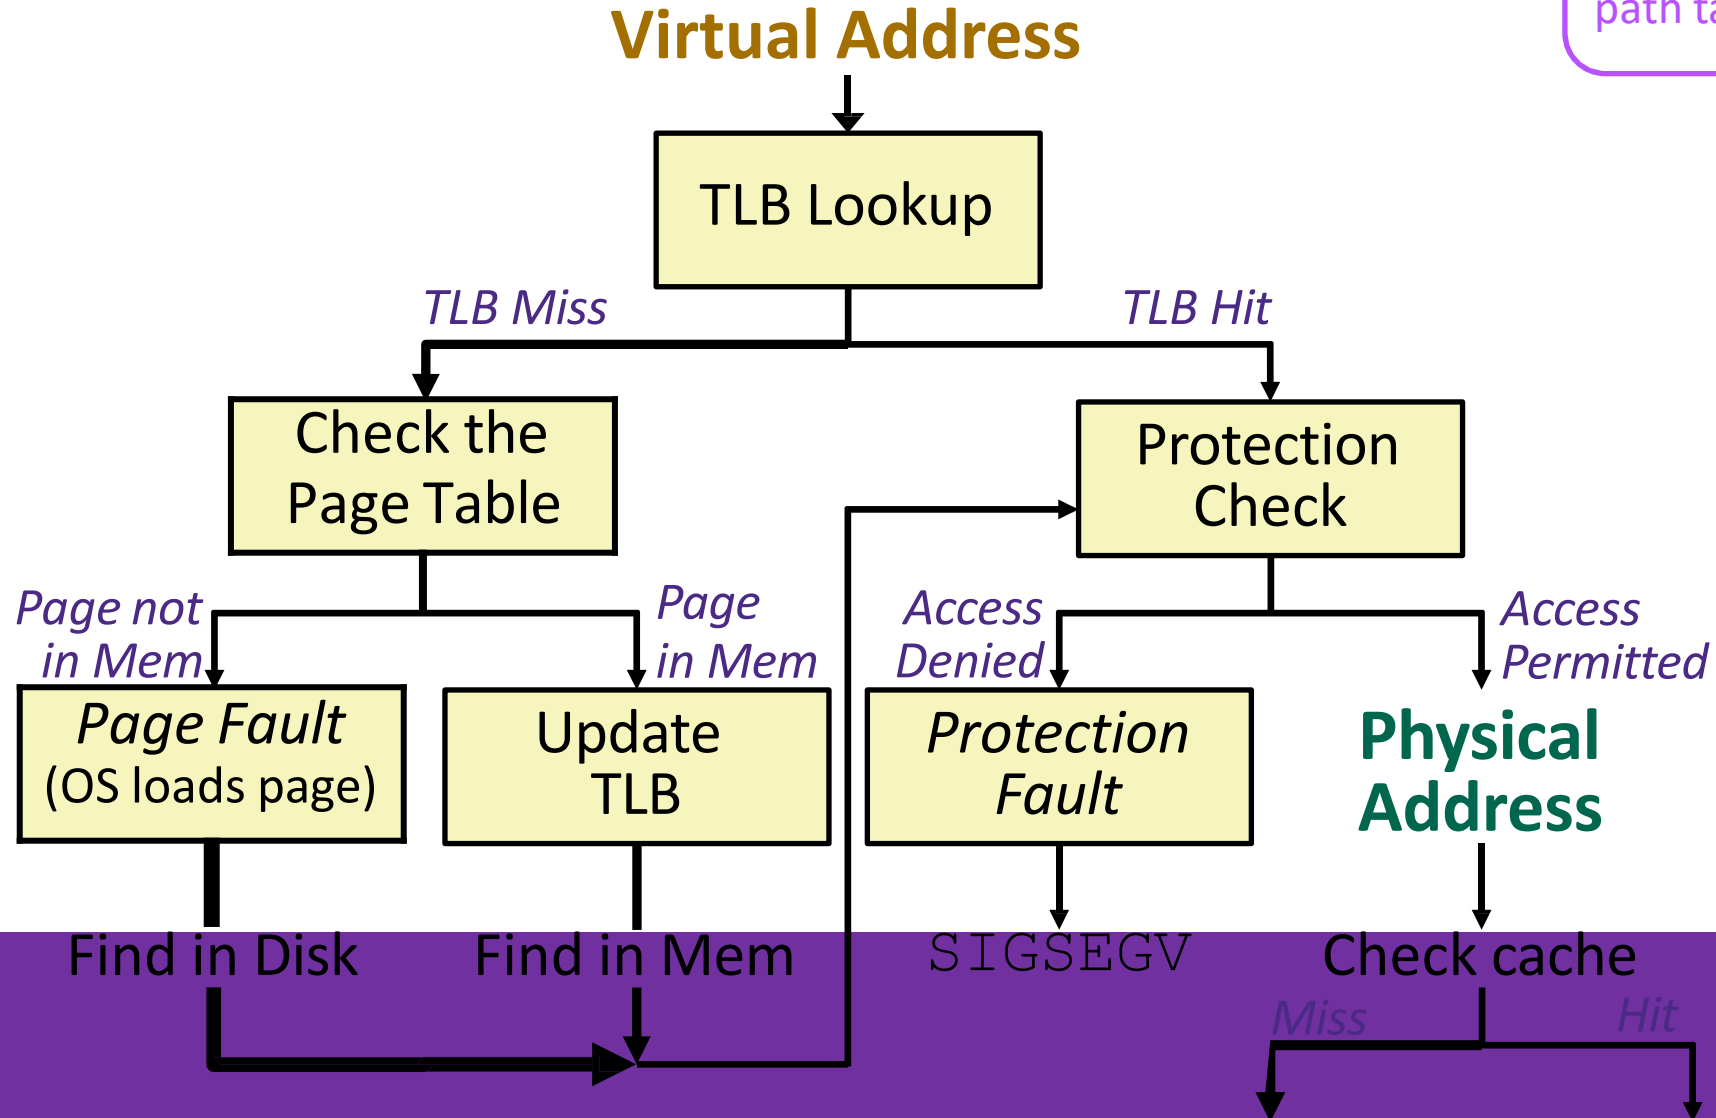 path
Virtual Address
TLB Lookup
TLB Miss
TLB Hit
Check the
Page Table
Protection
Check
Page not
in Mem
Page
in Mem
Access
Denied
Access
Permitted
Page Fault
(OS loads page)
Update
TLB
Protection
Fault
Physical
Address
Find in Disk
Find in Mem
SIGSEGV
Check cache
Miss
Hit